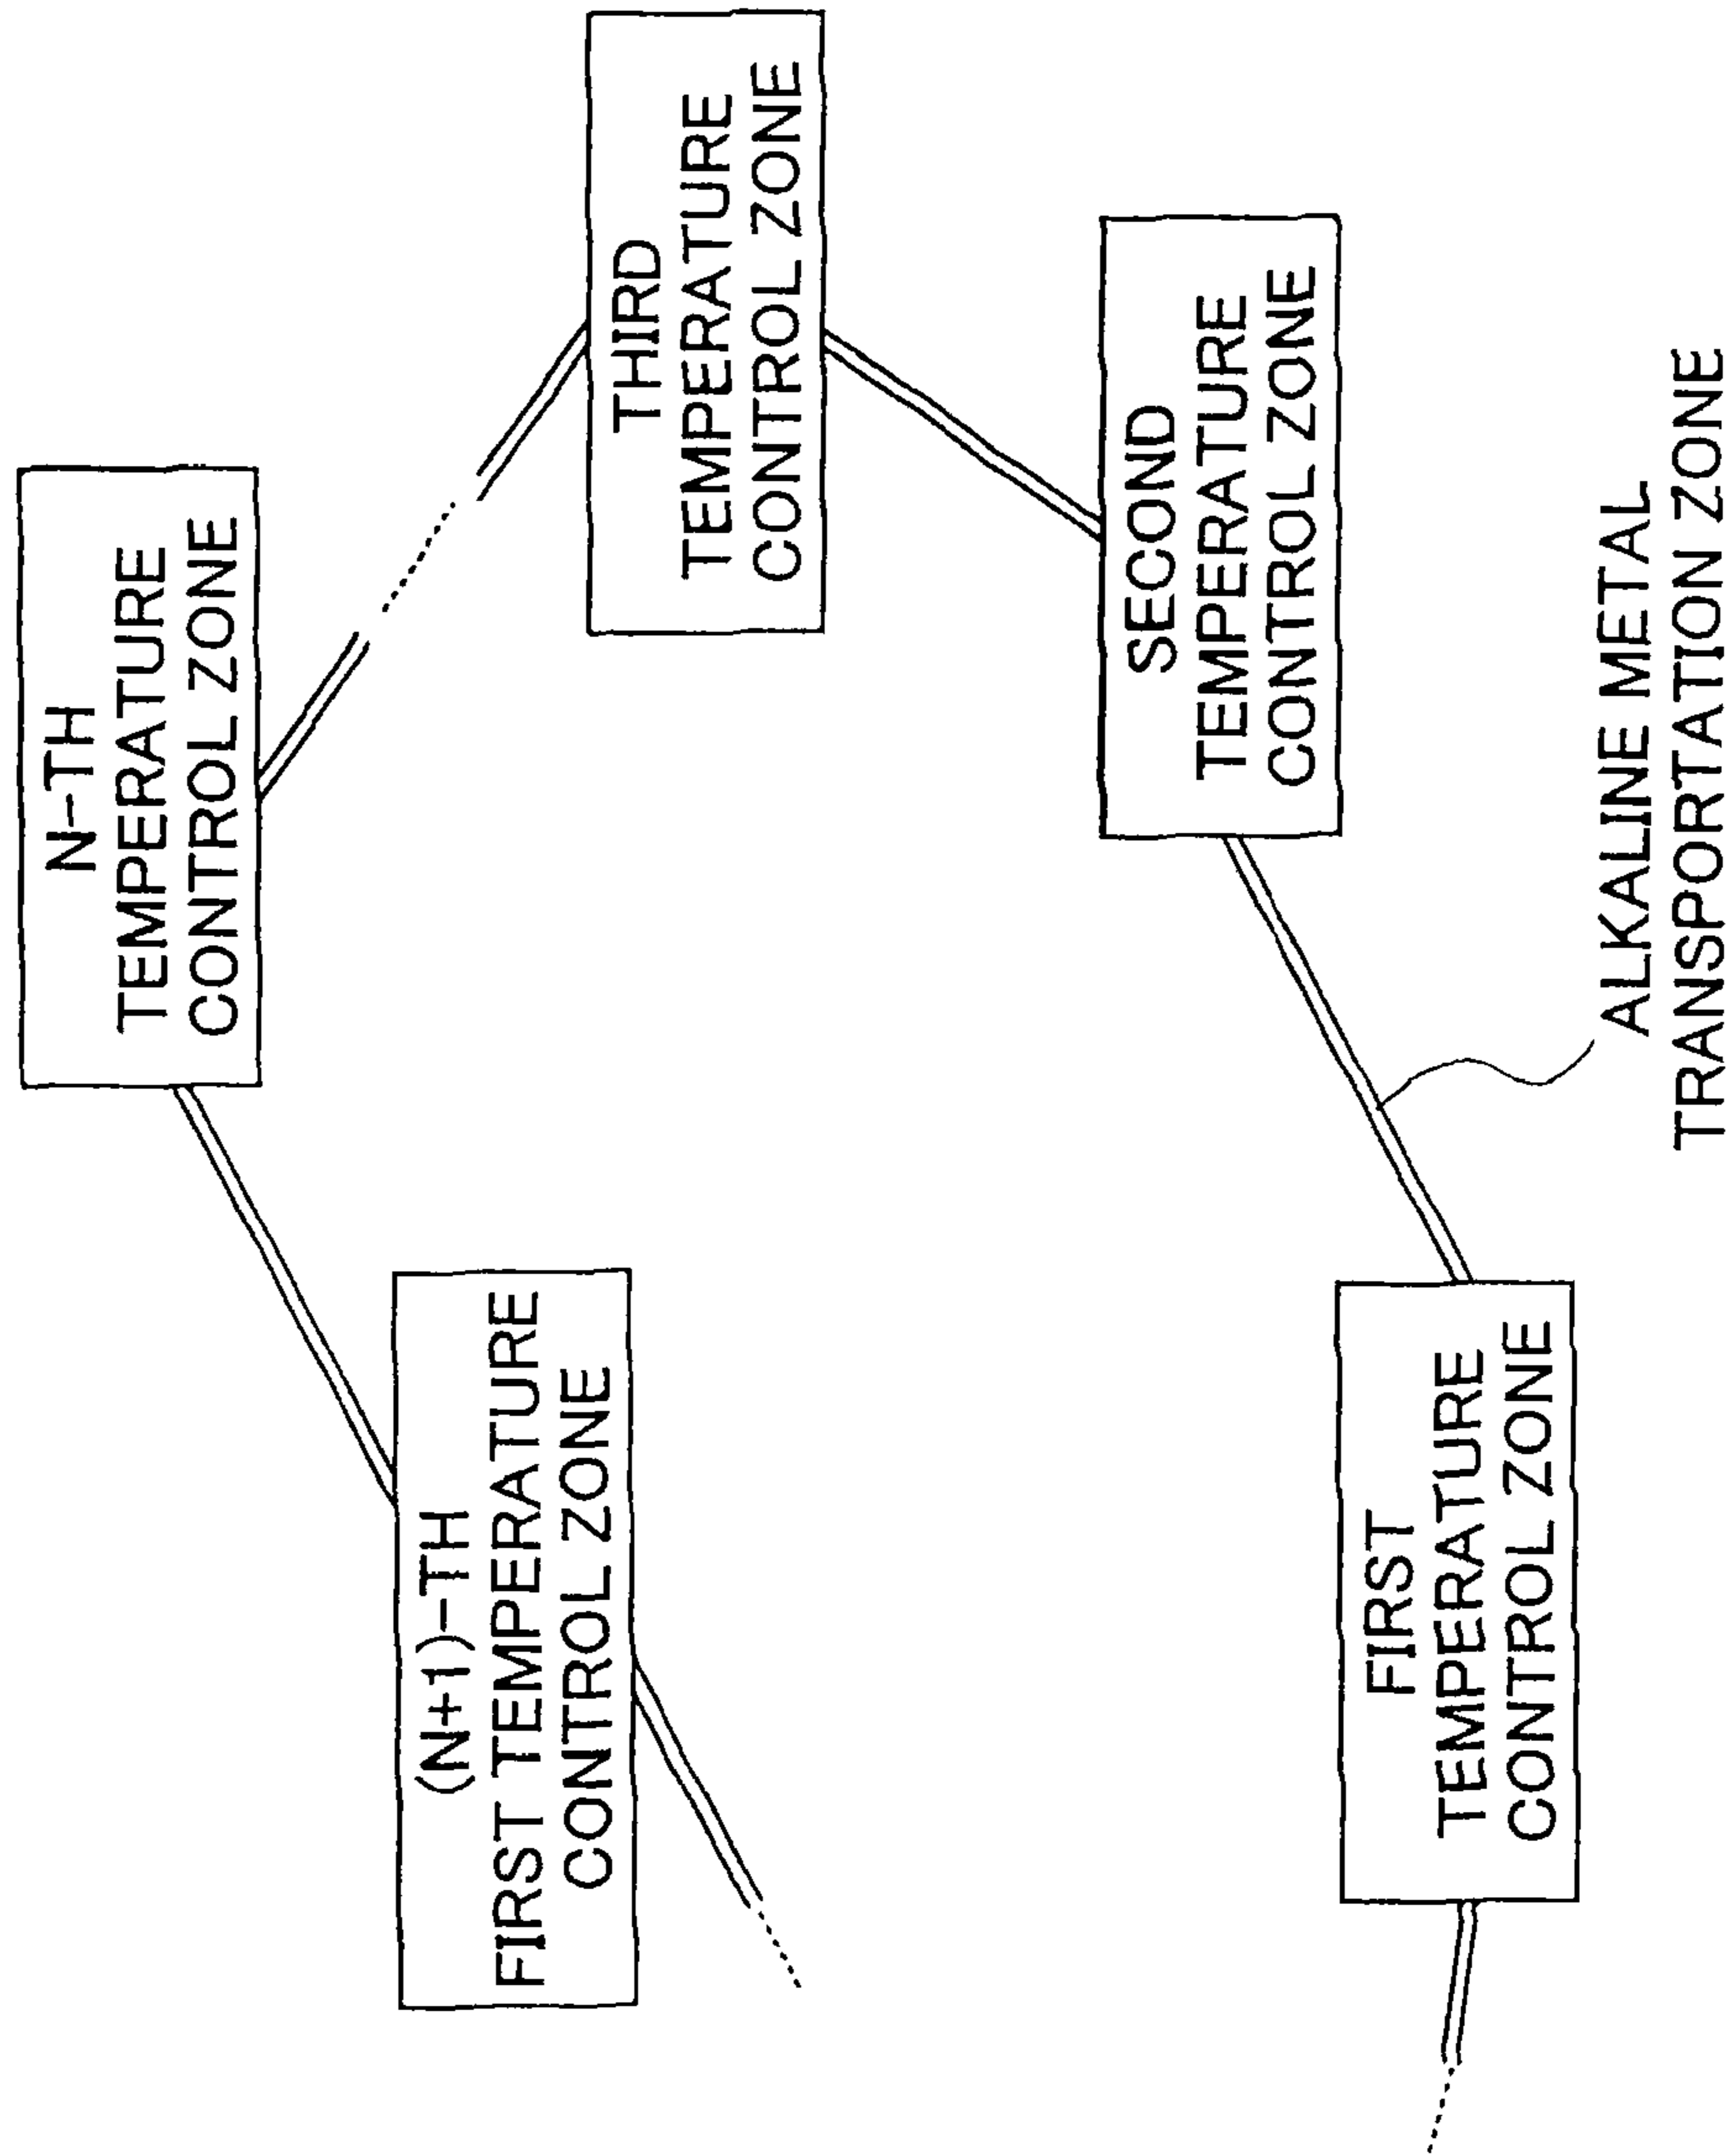 N-TH
TEMPERATURE
CONTROL ZONE
THIRD
TEMPERATURE
CONTROL ZONE
(N+1)-TH
FIRST TEMPERATURE
CONTROL ZONE
SECOND
TEMPERATURE
CONTROL ZONE
FIRST
TEMPERATURE
CONTROL ZONE
ALKALINE METAL
TRANSPORTATION ZONE